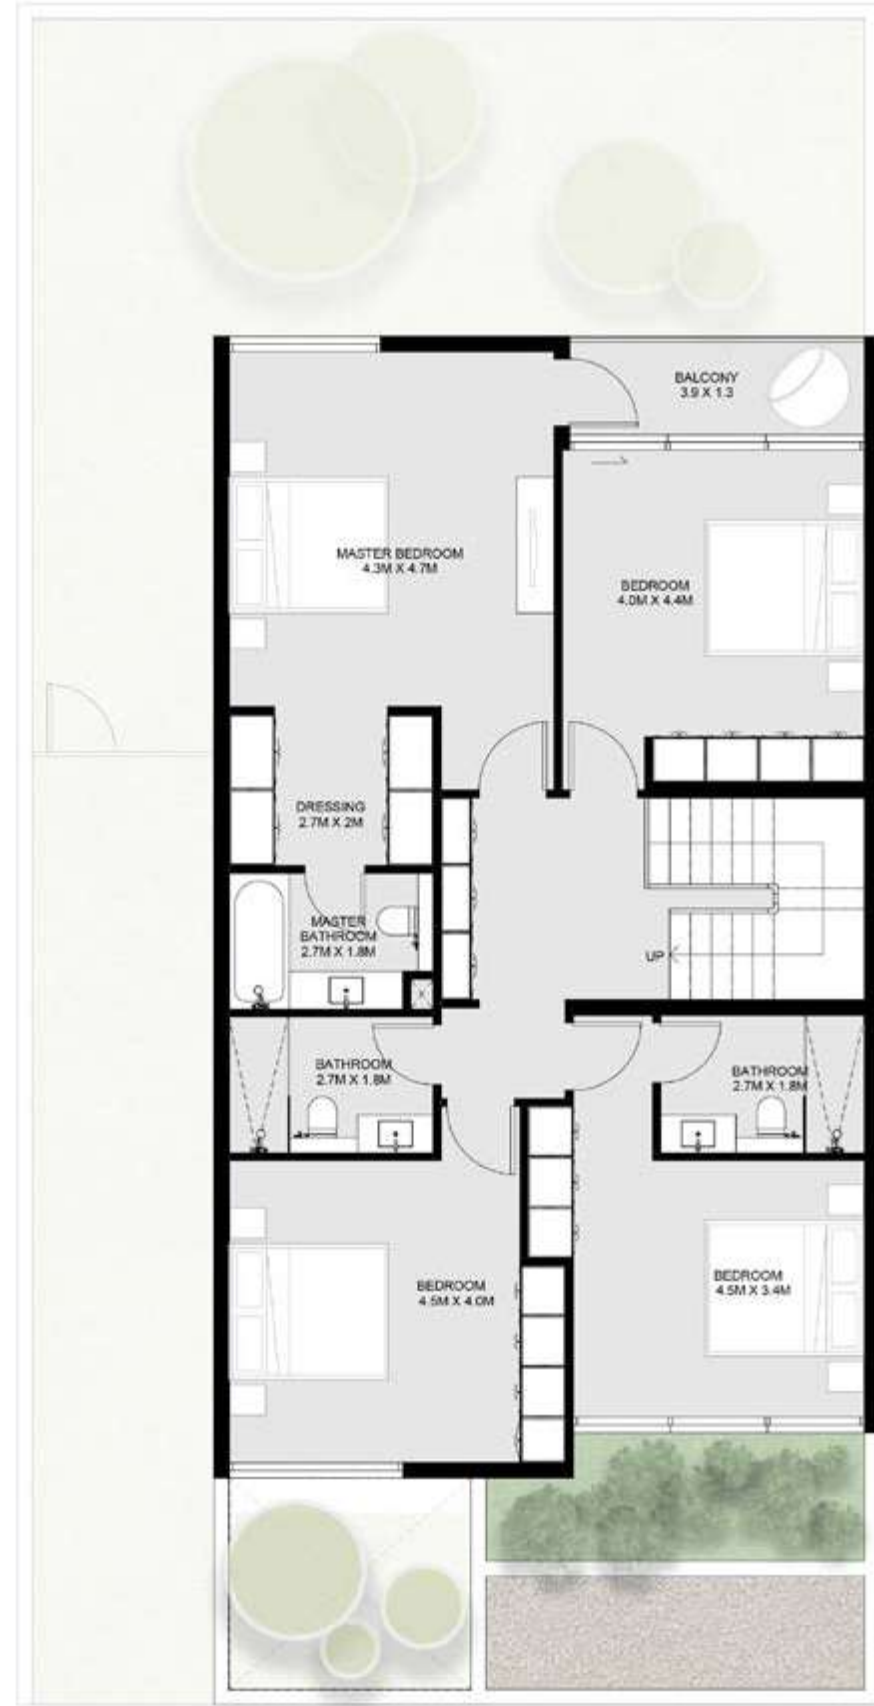 BALCONY
3.9 X 1.3
MASTER BEDROOM
4.3M X 4.7M
BEDROOM
4.0M X 4.4M
DRESSING
2.7M X 2M
MASTER
BATHROOM
2.7M X 1.8M
UP
BATHROOM
2.7M X 1.8M
BATHROOM
2.7M X 1.8M
BEDROOM
4.5M X 4.0M
BEDROOM
4.5M X 3.4M